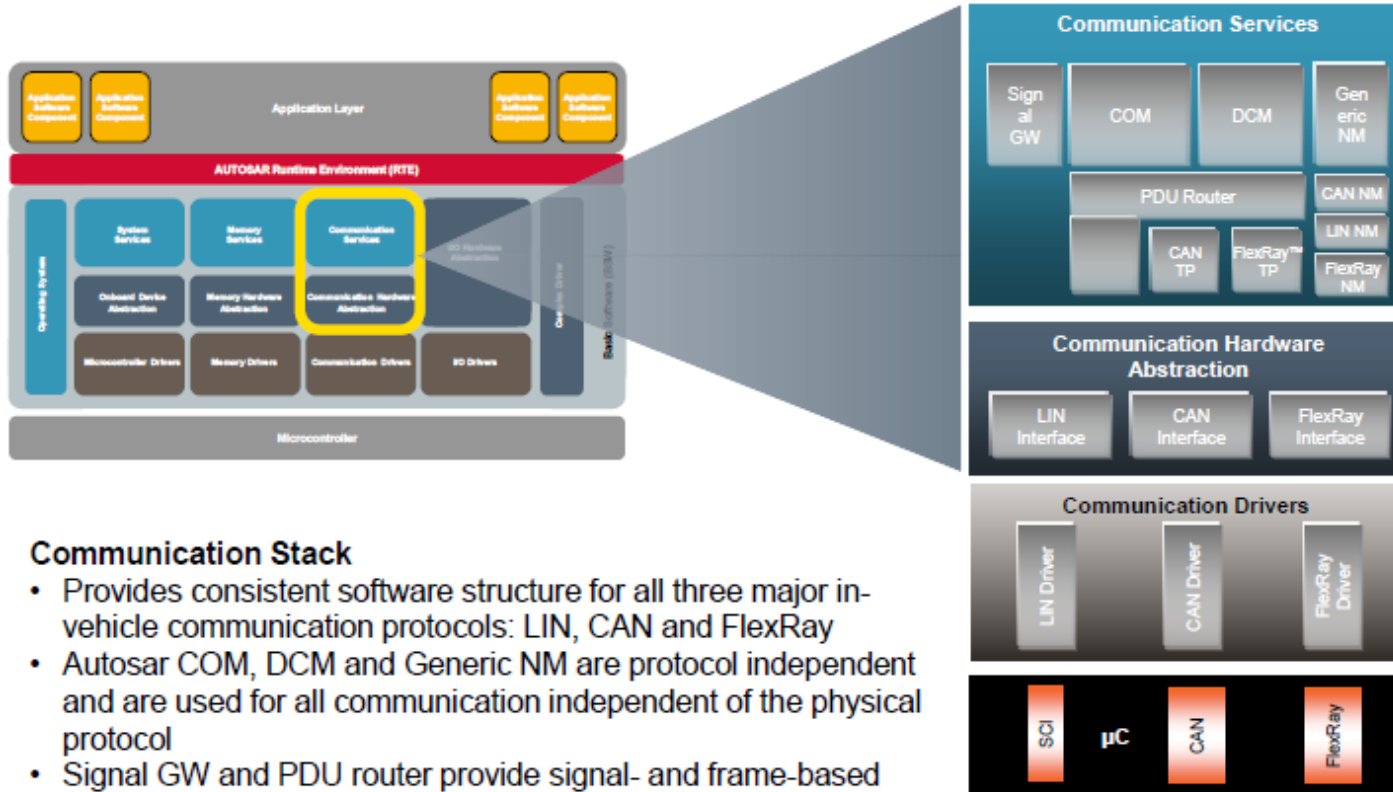 Application
Software
Component
Application
Software
Component
Application Layer
Application
Software
Component
Application
Software
Component
AUTOSAR Runtime Environment (RTE)
Operating System
System
Services
Memory
Services
Communication
Services
I/O Hardware
Abstraction
Onboard Device
Abstraction
Memory Hardware
Abstraction
Communication Hardware
Abstraction
Microcontroller Drivers
Memory Drivers
Communication Drivers
I/O Drivers
Complex Driver
Basic Software (BSW)
Microcontroller
Communication Services
Sign
al
GW
COM
DCM
Gen
eric
NM
PDU Router
CAN NM
LIN NM
FlexRay
NM
CAN
TP
FlexRay™
TP
Communication Hardware
Abstraction
LIN
Interface
CAN
Interface
FlexRay
Interface
Communication Drivers
LIN Driver
CAN Driver
FlexRay
Driver
SCI
µC
CAN
FlexRay
Communication Stack
• Provides consistent software structure for all three major in-
vehicle communication protocols: LIN, CAN and FlexRay
• Autosar COM, DCM and Generic NM are protocol independent
and are used for all communication independent of the physical
protocol
• Signal GW and PDU router provide signal- and frame-based